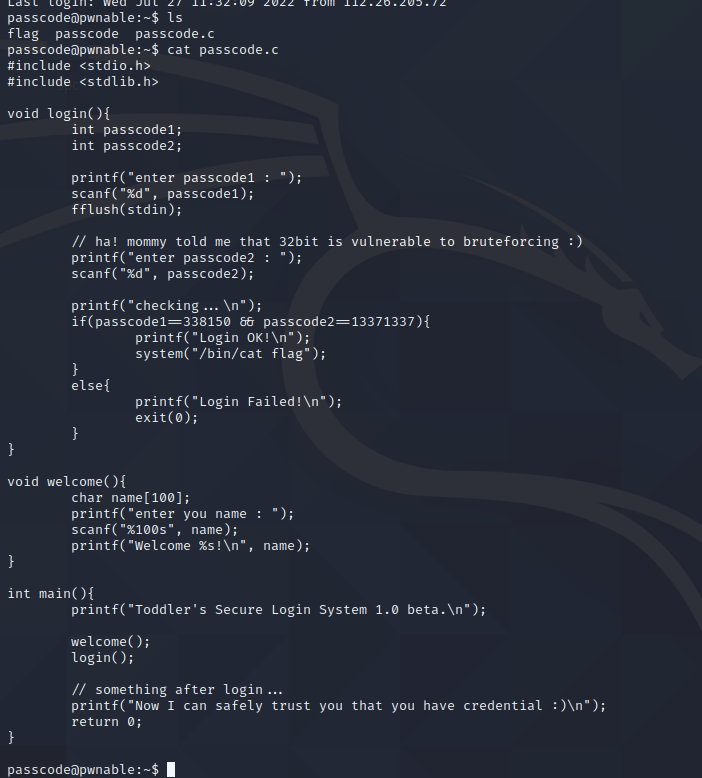 Last login: Wed Jul 27 11:32:09 2022 from 112.26.205.72
passcode@pwnable:~$ ls
flag  passcode  passcode.c
passcode@pwnable:~$ cat passcode.c
#include <stdio.h>
#include <stdlib.h>

void login(){
        int passcode1;
        int passcode2;

        printf("enter passcode1 : ");
        scanf("%d", passcode1);
        fflush(stdin);

        // ha! mommy told me that 32bit is vulnerable to bruteforcing :)
        printf("enter passcode2 : ");
        scanf("%d", passcode2);

        printf("checking...\n");
        if(passcode1==338150 && passcode2==13371337){
                printf("Login OK!\n");
                system("/bin/cat flag");
        }
        else{
                printf("Login Failed!\n");
                exit(0);
        }
}

void welcome(){
        char name[100];
        printf("enter you name : ");
        scanf("%100s", name);
        printf("Welcome %s!\n", name);
}

int main(){
        printf("Toddler's Secure Login System 1.0 beta.\n");

        welcome();
        login();

        // something after login...
        printf("Now I can safely trust you that you have credential :)\n");
        return 0;
}

passcode@pwnable:~$